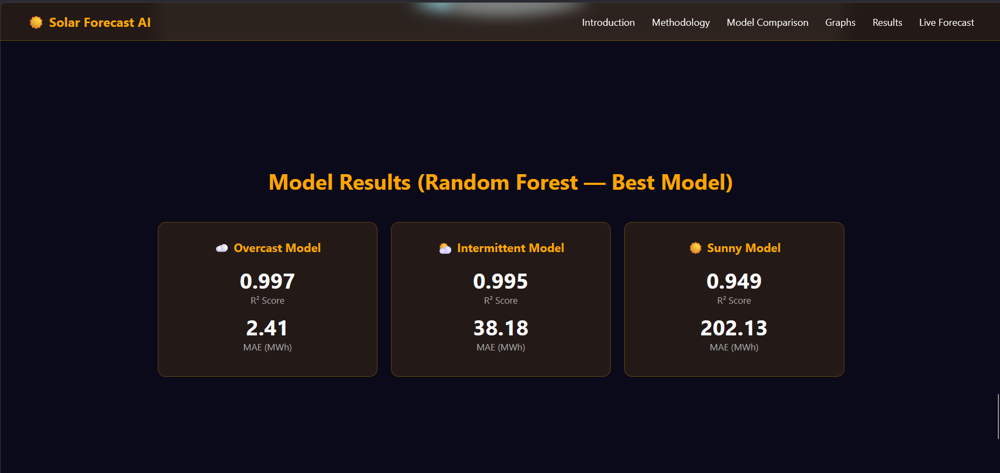 Solar Forecast AI
Introduction Methodology Model Comparison Graphs Results Live Forecast
Model Results (Random Forest — Best Model)
Overcast Model
0.997
R² Score
2.41
MAE (MWh)
Intermittent Model
0.995
R² Score
38.18
MAE (MWh)
Sunny Model
0.949
R² Score
202.13
MAE (MWh)